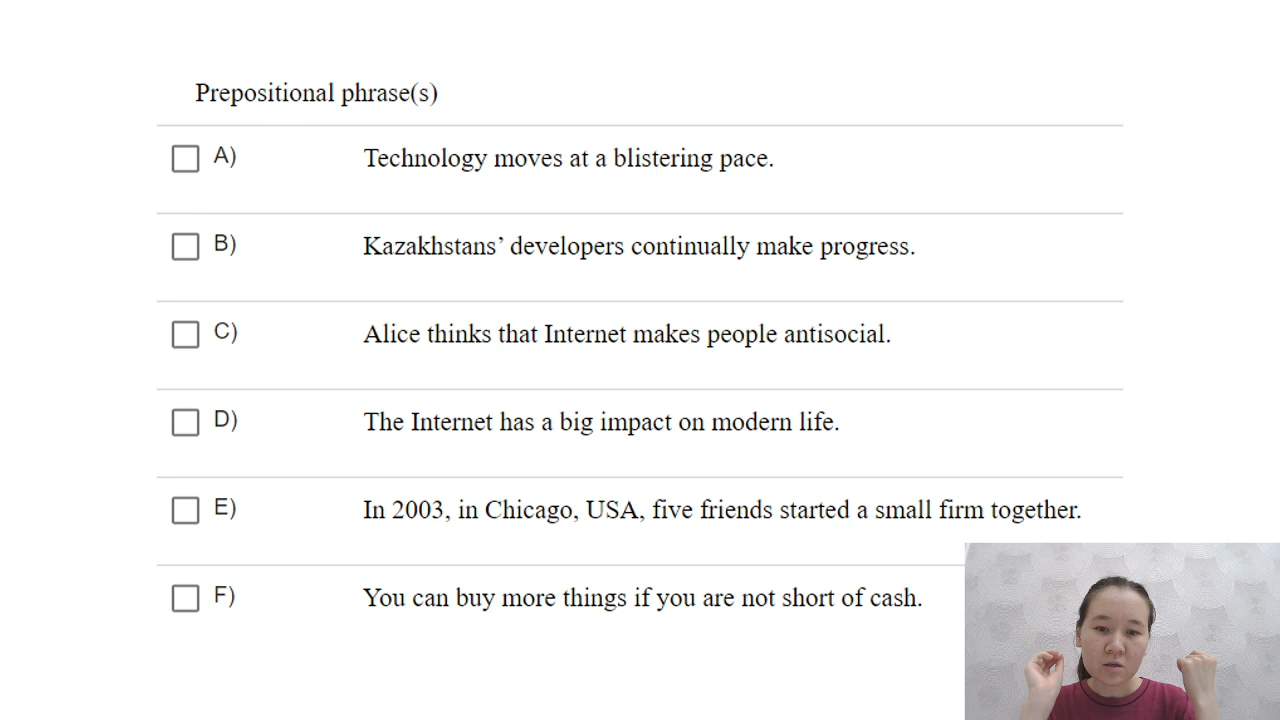 Prepositional phrase(s)
A) Technology moves at a blistering pace.
B) Kazakhstans’ developers continually make progress.
C) Alice thinks that Internet makes people antisocial.
D) The Internet has a big impact on modern life.
E) In 2003, in Chicago, USA, five friends started a small firm together.
F) You can buy more things if you are not short of cash.